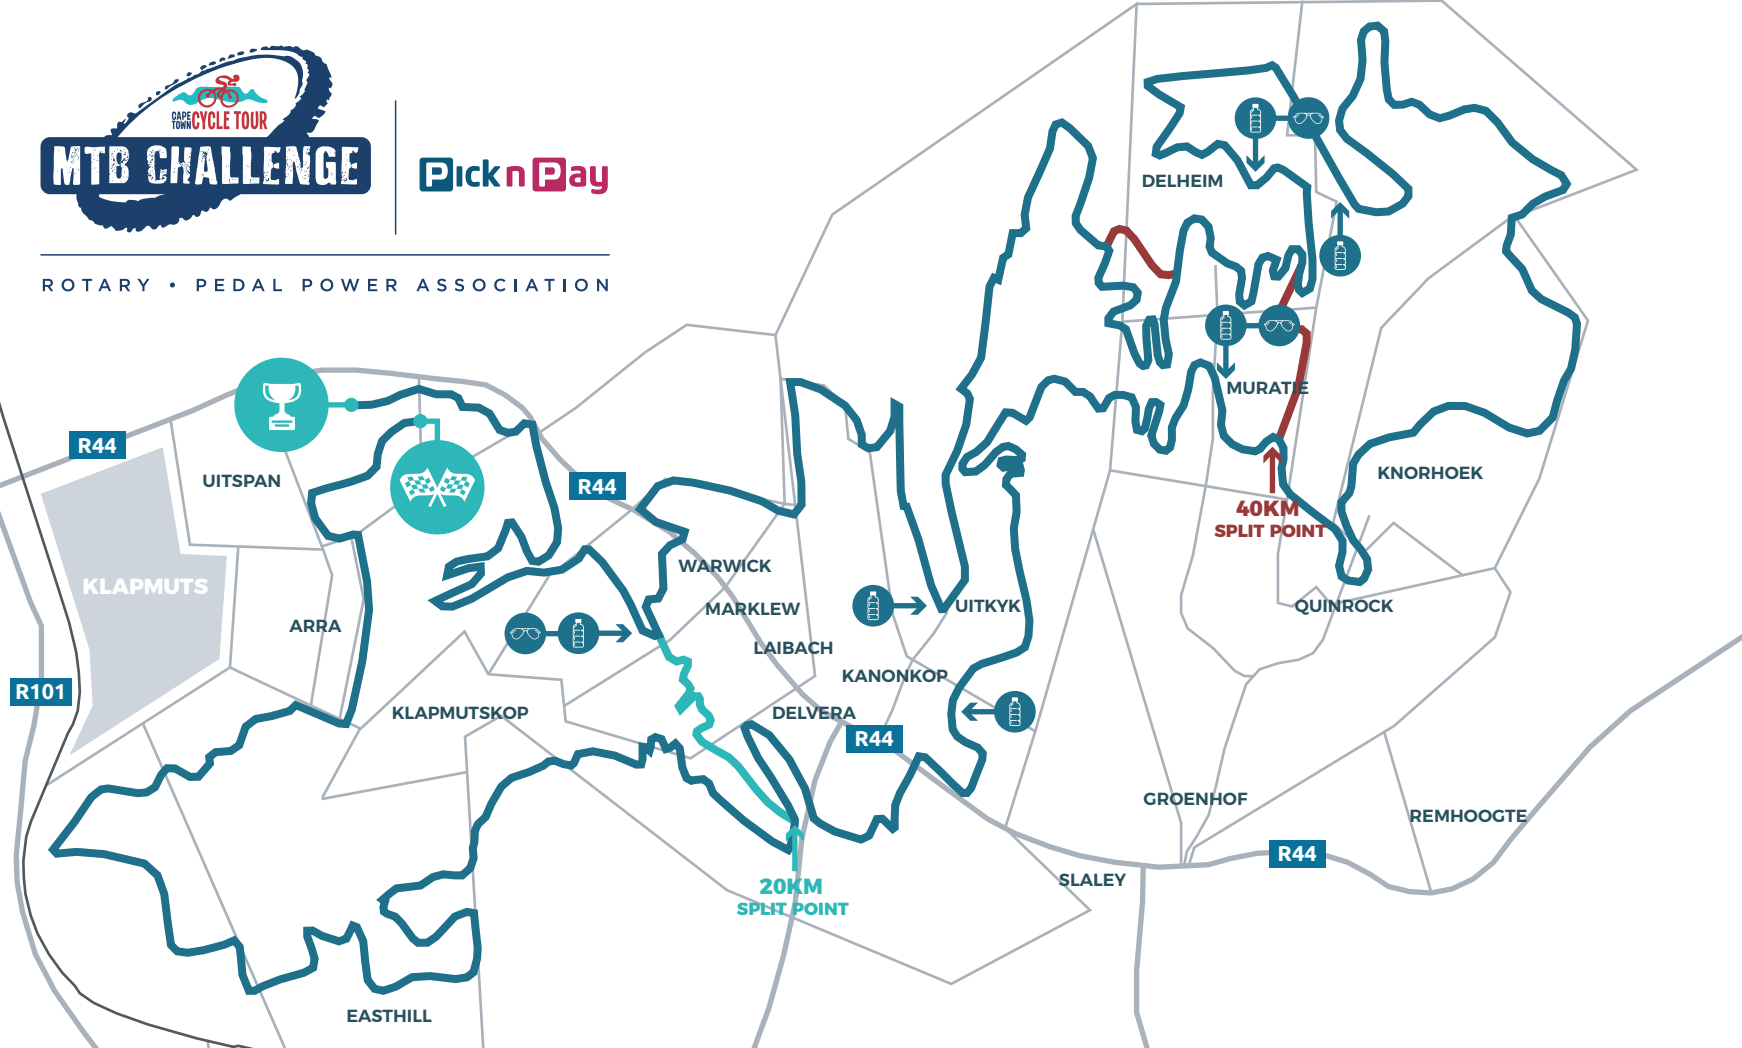 CAPE
TOWN CYCLE TOUR
MTB CHALLENGE
Pick n Pay
ROTARY • PEDAL POWER ASSOCIATION
DELHEIM
MURATIE
R44
UITSPAN
R44
KNORHOEK
40KM
SPLIT POINT
KLAPMUTS
WARWICK
ARRA
MARKLEW
UITKYK
QUINROCK
LAIBACH
KANONKOP
R101
KLAPMUTSKOP
DELVERA
R44
GROENHOF
REMHOOGTE
R44
20KM
SPLIT POINT
SLALEY
EASTHILL